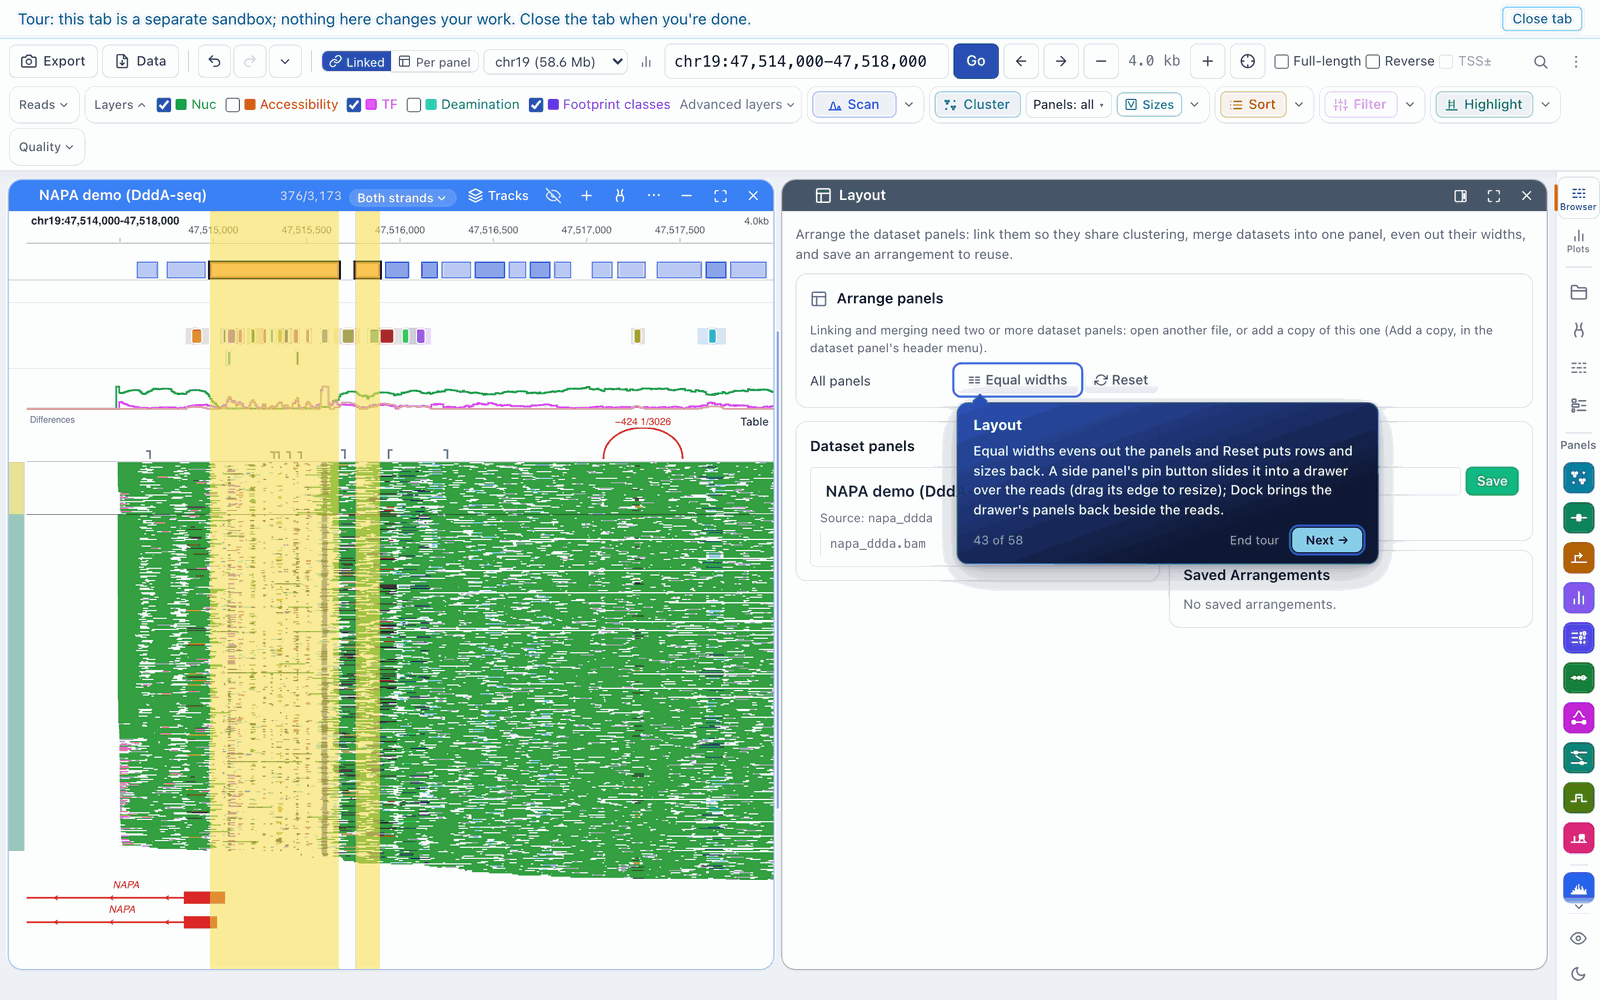 Tour: this tab is a separate sandbox; nothing here changes your work. Close the tab when you're done.
Close tab
Export
Data
Linked
Per panel
chr19 (58.6 Mb)
chr19:47,514,000–47,518,000
Go
4.0 kb
Full-length
Reverse
TSS±
Reads
Layers
Nuc
Accessibility
TF
Deamination
Footprint classes
Advanced layers
Scan
Cluster
Panels: all
Sizes
Sort
Filter
Highlight
Quality
NAPA demo (DddA-seq)
376/3,173
Both strands
Tracks
chr19:47,514,000-47,518,000
4.0kb
47,515,000
47,515,500
47,516,000
47,516,500
47,517,000
47,517,500
Differences
−424 1/3026
Table
NAPA
NAPA
Layout
Arrange the dataset panels: link them so they share clustering, merge datasets into one panel, even out their widths,
and save an arrangement to reuse.
Arrange panels
Linking and merging need two or more dataset panels: open another file, or add a copy of this one (Add a copy, in the
dataset panel's header menu).
All panels
Equal widths
Reset
Dataset panels
NAPA demo (Ddd
Source: napa_ddda
napa_ddda.bam
Save
Layout
Equal widths evens out the panels and Reset puts rows and
sizes back. A side panel's pin button slides it into a drawer
over the reads (drag its edge to resize); Dock brings the
drawer's panels back beside the reads.
43 of 58
End tour
Next →
Saved Arrangements
No saved arrangements.
Browser
Plots
Panels